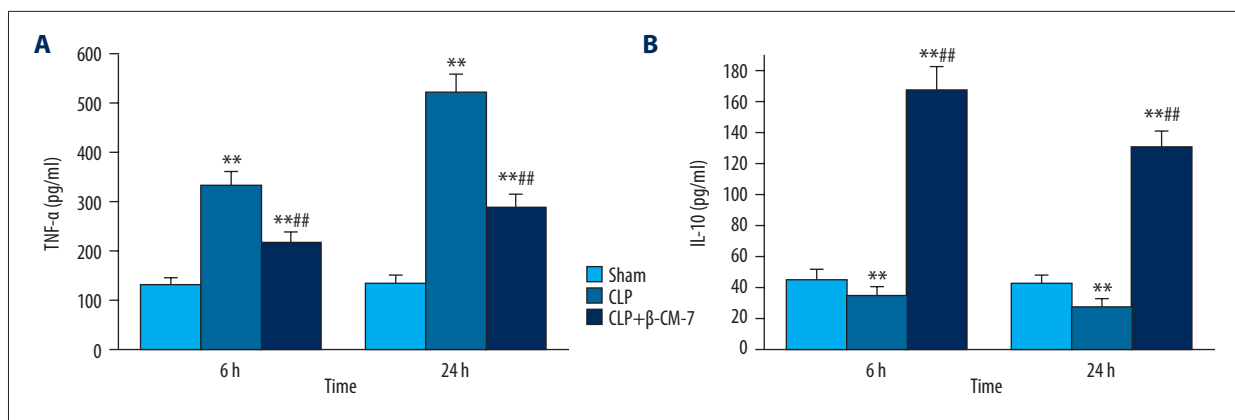 A
600
500
400
300
200
100
0
TNF-α (pg/ml)
**
**##
**
**##
6 h
24 h
Time
Sham
CLP
CLP+β-CM-7
B
180
160
140
120
100
80
60
40
20
0
IL-10 (pg/ml)
**
**##
**
**##
6 h
24 h
Time